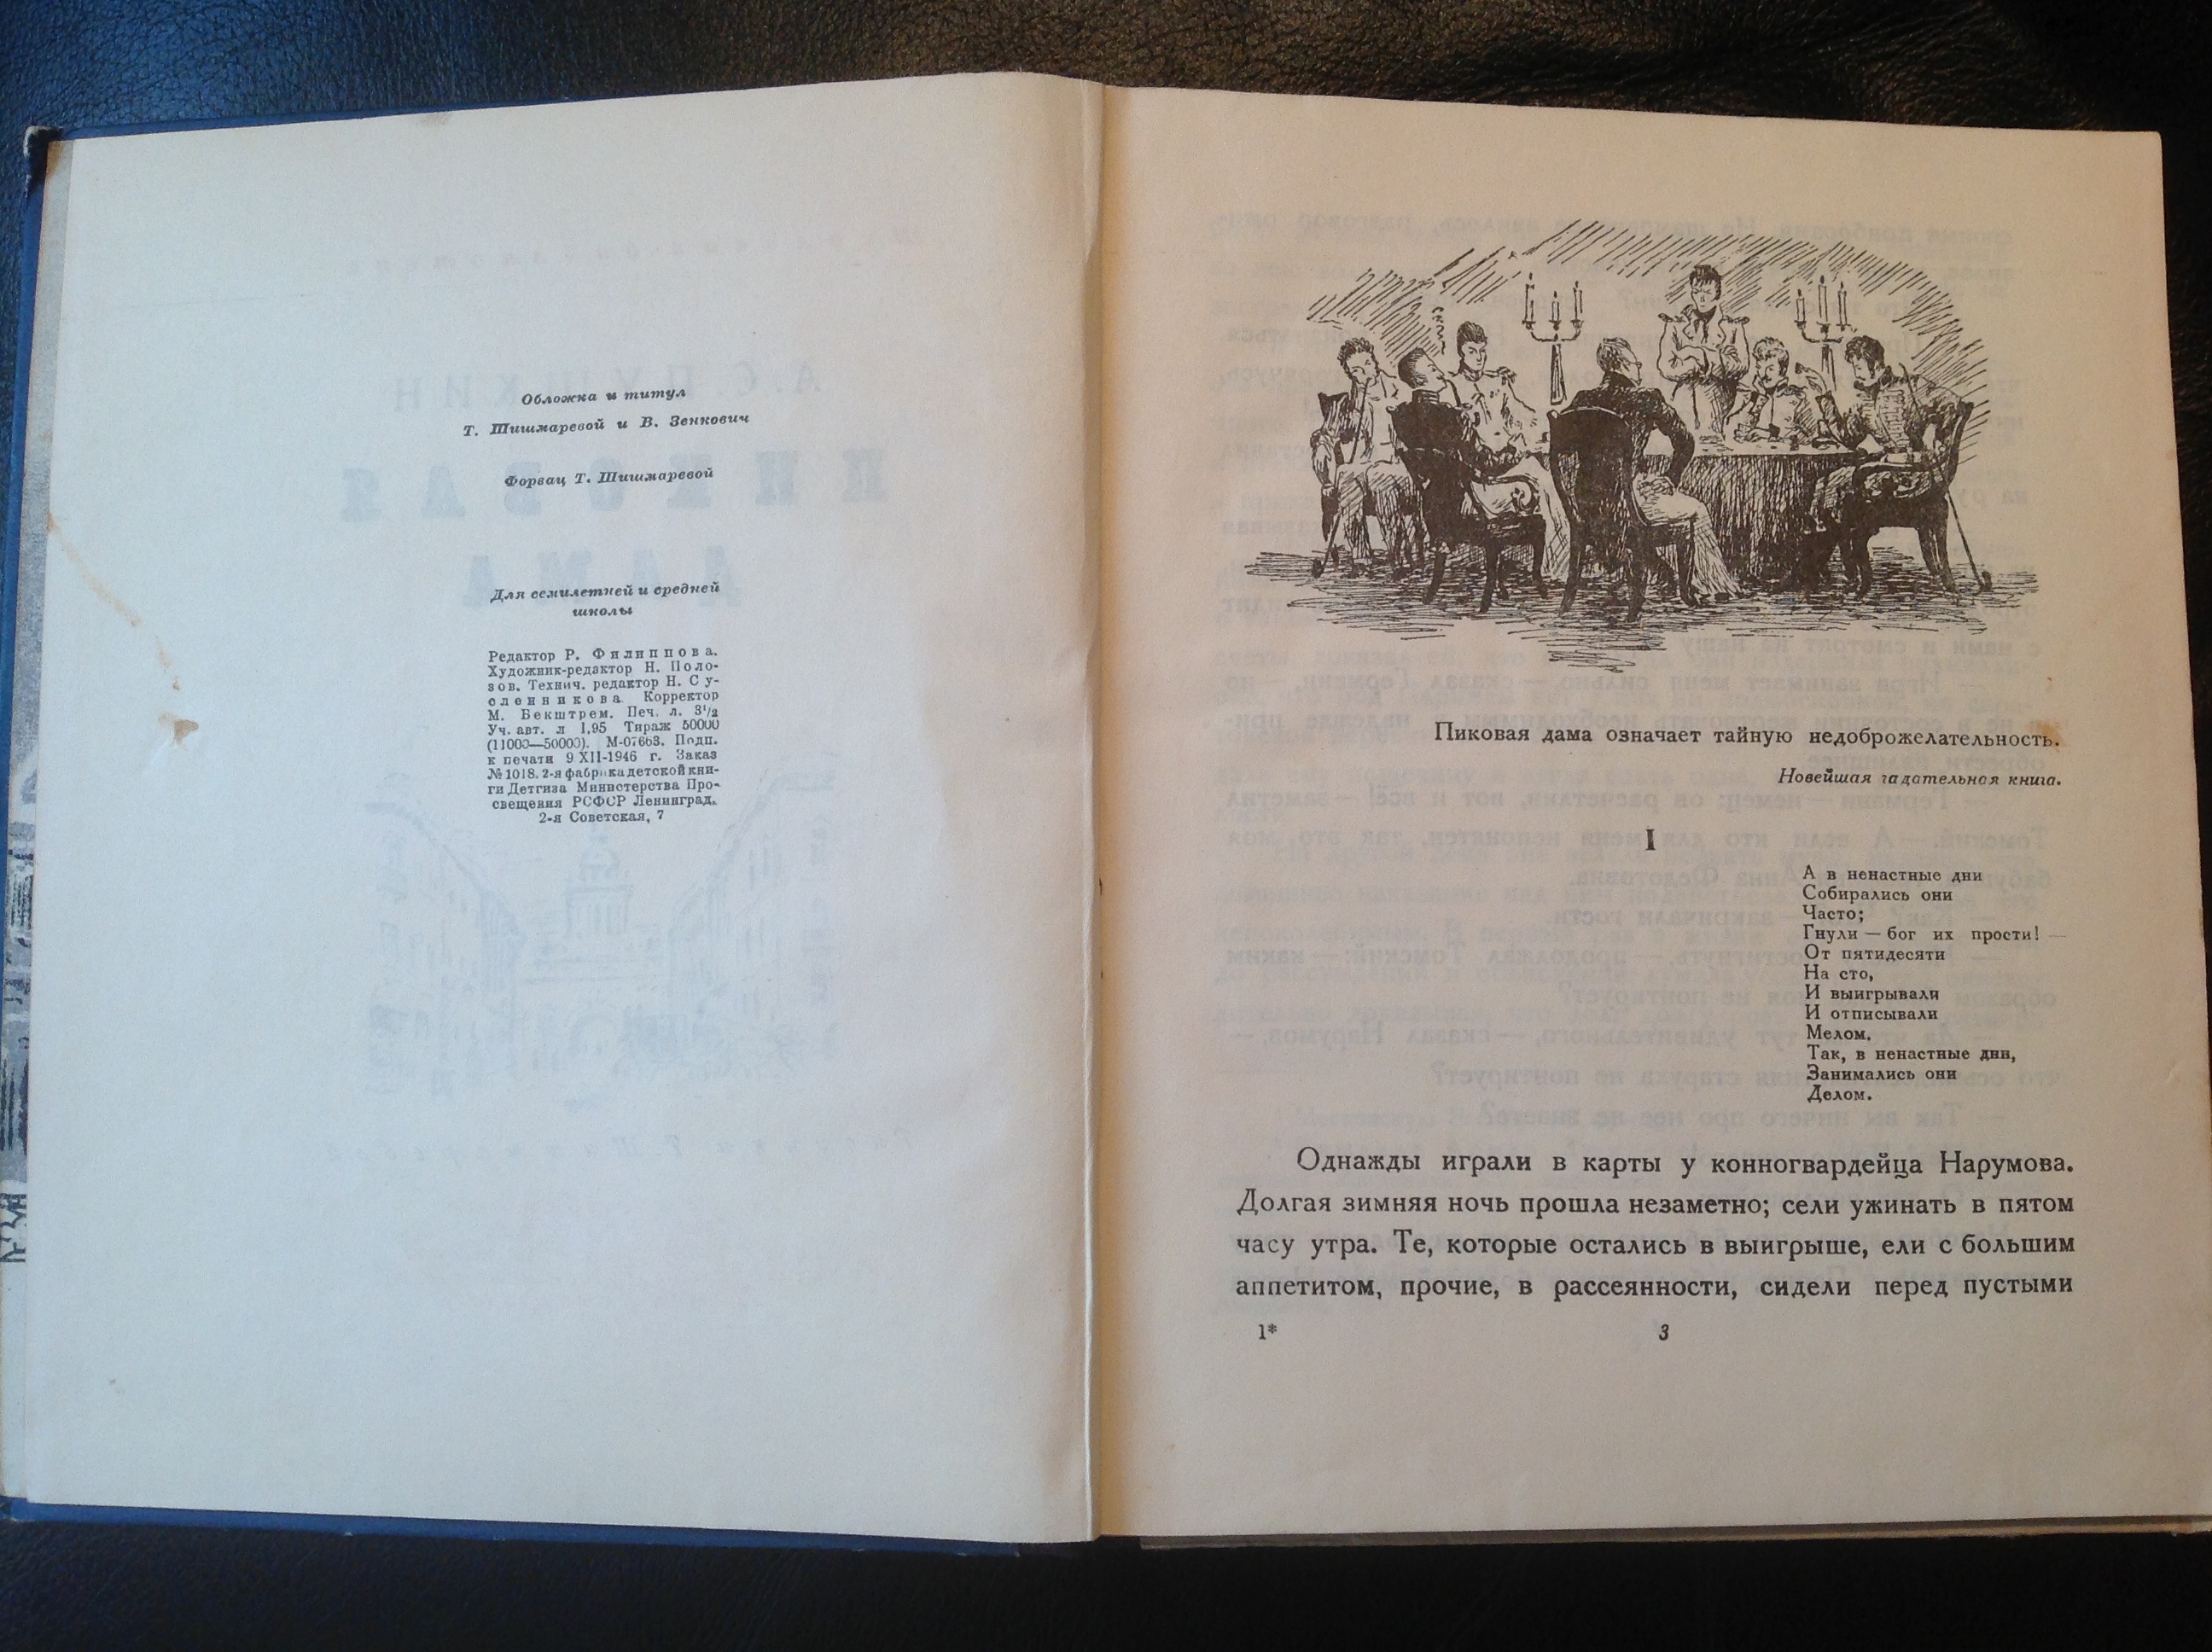 Обложка и титул
Т. Шишмаревой и В. Зенкович
Форзац Т. Шишмаревой
Для семилетней и средней
школы
Редактор Р. Филиппова.
Художник-редактор Н. Поло-
зов. Технич. редактор Н. Су-
сленникова Корректор
М. Бекштрем. Печ. л. 3½
Уч. авт. л 1,95 Тираж 50000
(11000—50000). М-07663. Подп.
к печати 9 XII-1946 г. Заказ
№ 1018. 2-я фабрика детской кни-
ги Детгиза Министерства Про-
свещения РСФСР Ленинград,
2-я Советская, 7
Пиковая дама означает тайную недоброжелательность.
Новейшая гадательная книга.
I
А в ненастные дни
Собирались они
Часто;
Гнули — бог их прости! —
От пятидесяти
На сто,
И выигрывали
И отписывали
Мелом.
Так, в ненастные дни,
Занимались они
Делом.
Однажды играли в карты у конногвардейца Нарумова.
Долгая зимняя ночь прошла незаметно; сели ужинать в пятом
часу утра. Те, которые остались в выигрыше, ели с большим
аппетитом, прочие, в рассеянности, сидели перед пустыми
1*
3